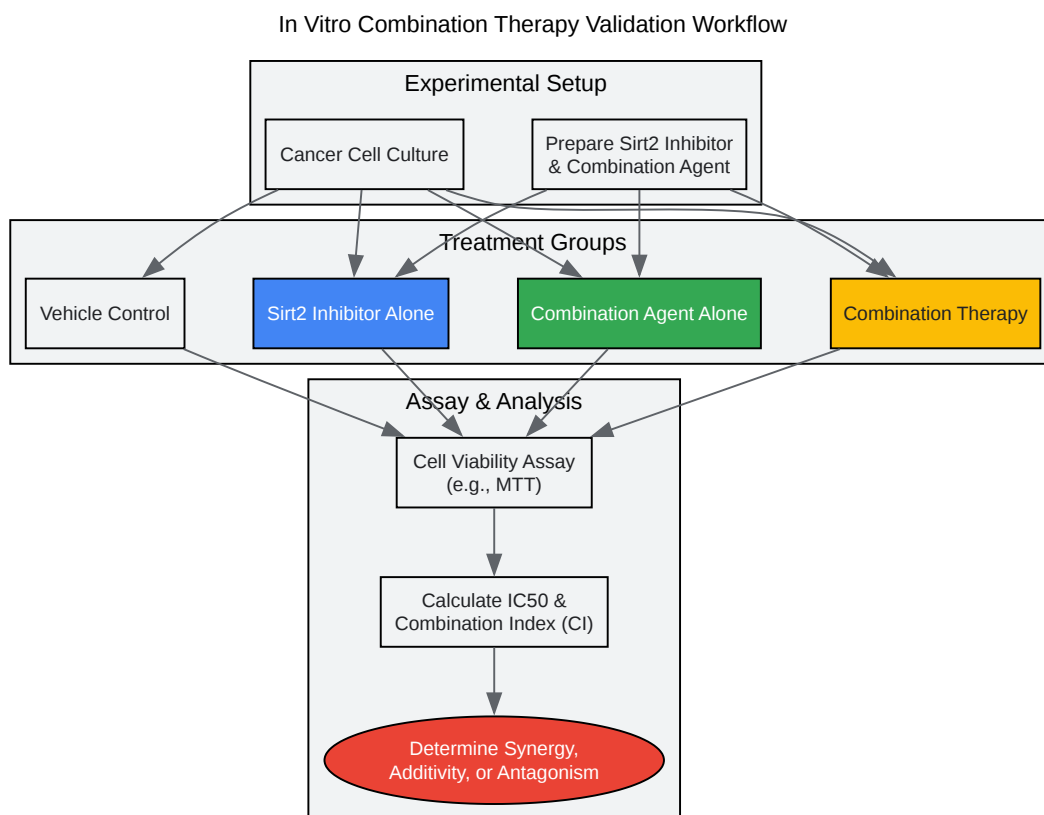 In Vitro Combination Therapy Validation Workflow
Experimental Setup
Cancer Cell Culture
Prepare Sirt2 Inhibitor
& Combination Agent
Treatment Groups
Vehicle Control
Sirt2 Inhibitor Alone
Combination Agent Alone
Combination Therapy
Assay & Analysis
Cell Viability Assay
(e.g., MTT)
Calculate IC50 &
Combination Index (CI)
Determine Synergy,
Additivity, or Antagonism